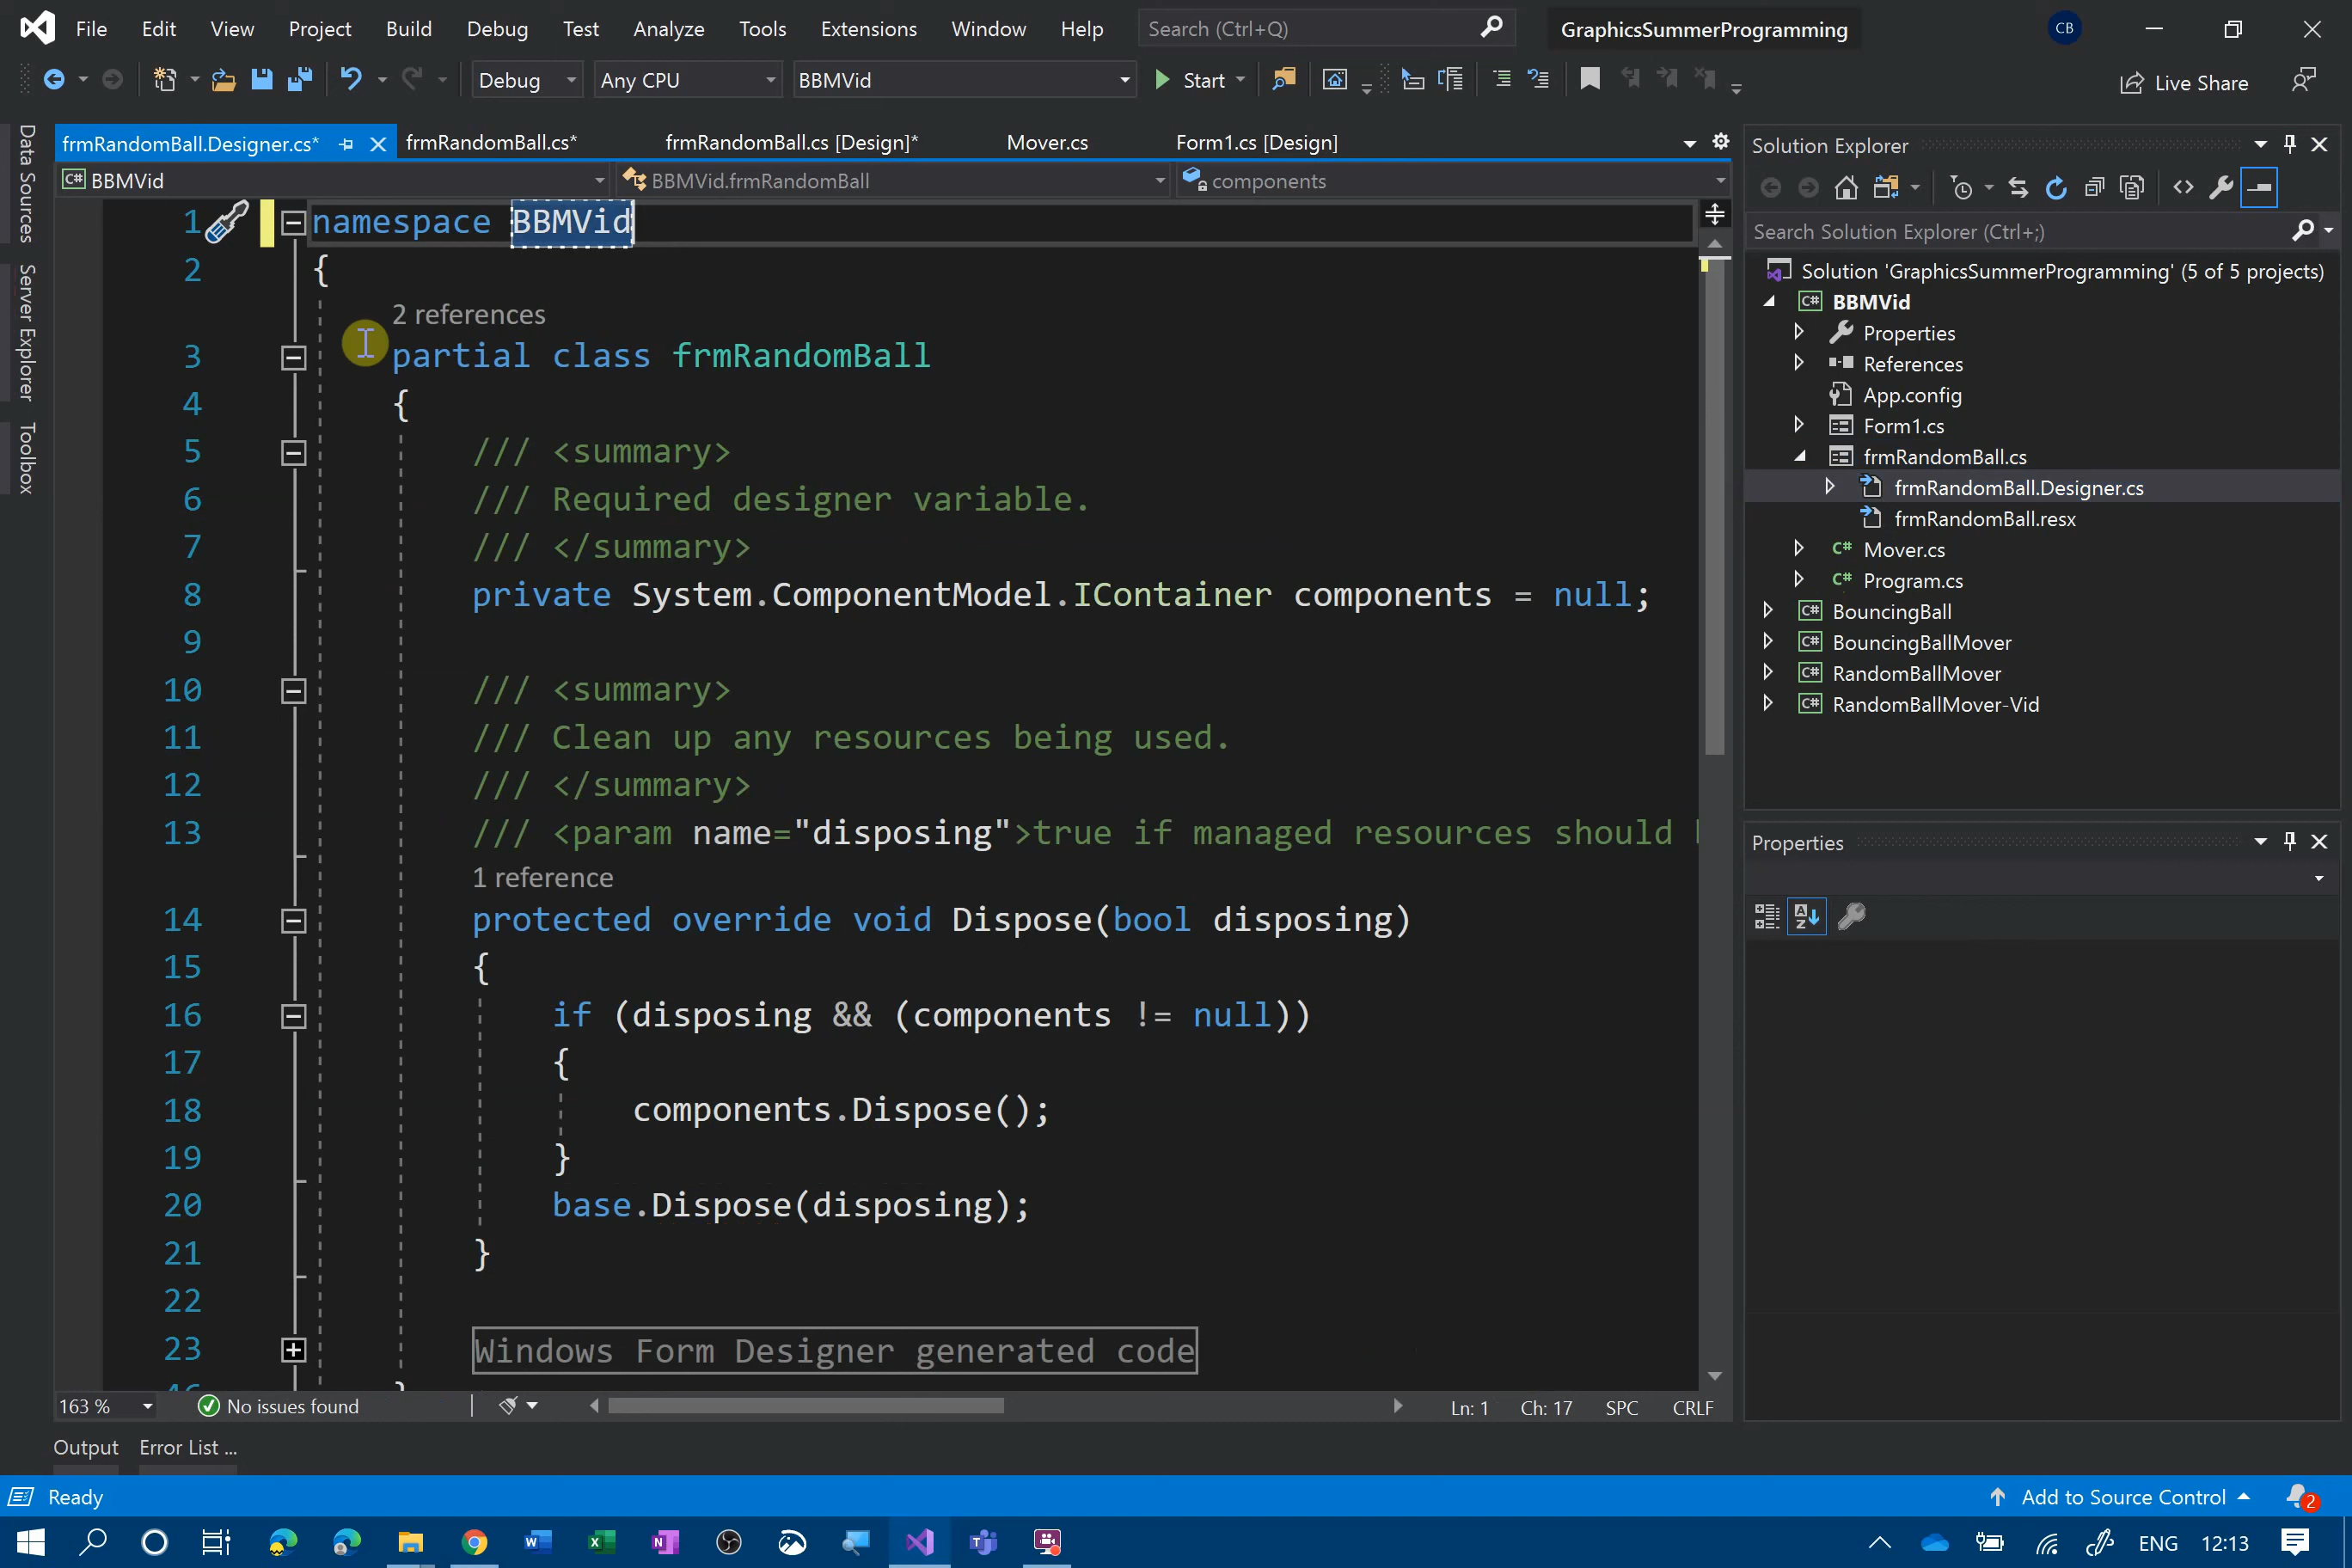 File Edit View Project Build Debug Test Analyze Tools Extensions Window Help Search (Ctrl+Q) GraphicsSummerProgramming CB
Debug Any CPU BBMVid Start Live Share
Data Sources
Server Explorer
Toolbox
frmRandomBall.Designer.cs* frmRandomBall.cs* frmRandomBall.cs [Design]* Mover.cs Form1.cs [Design]
BBMVid BBMVid.frmRandomBall components
1 namespace BBMVid
2 {
2 references
3 partial class frmRandomBall
4 {
5 /// <summary>
6 /// Required designer variable.
7 /// </summary>
8 private System.ComponentModel.IContainer components = null;
9
10 /// <summary>
11 /// Clean up any resources being used.
12 /// </summary>
13 /// <param name="disposing">true if managed resources should
1 reference
14 protected override void Dispose(bool disposing)
15 {
16 if (disposing && (components != null))
17 {
18 components.Dispose();
19 }
20 base.Dispose(disposing);
21 }
22
23 Windows Form Designer generated code
163 % No issues found Ln: 1 Ch: 17 SPC CRLF
Output Error List ...
Solution Explorer
Search Solution Explorer (Ctrl+;)
Solution 'GraphicsSummerProgramming' (5 of 5 projects)
BBMVid
Properties
References
App.config
Form1.cs
frmRandomBall.cs
frmRandomBall.Designer.cs
frmRandomBall.resx
Mover.cs
Program.cs
BouncingBall
BouncingBallMover
RandomBallMover
RandomBallMover-Vid
Properties
Ready Add to Source Control 2
ENG 12:13